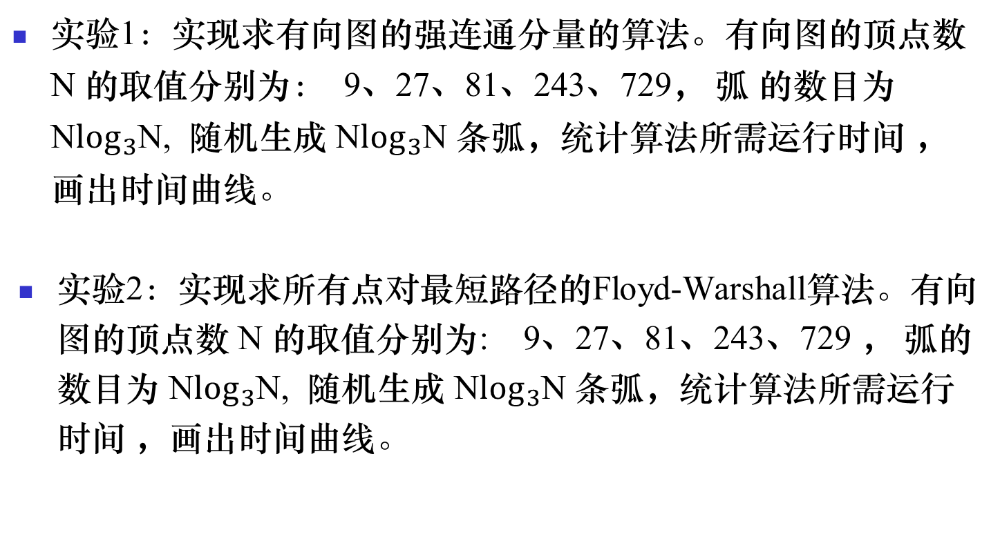 实验1：实现求有向图的强连通分量的算法。有向图的顶点数
N 的取值分别为： 9、27、81、243、729， 弧 的数目为
Nlog₃N, 随机生成 Nlog₃N 条弧，统计算法所需运行时间 ，
画出时间曲线。
实验2：实现求所有点对最短路径的Floyd-Warshall算法。有向
图的顶点数 N 的取值分别为: 9、27、81、243、729 ， 弧的
数目为 Nlog₃N, 随机生成 Nlog₃N 条弧，统计算法所需运行
时间 ，画出时间曲线。